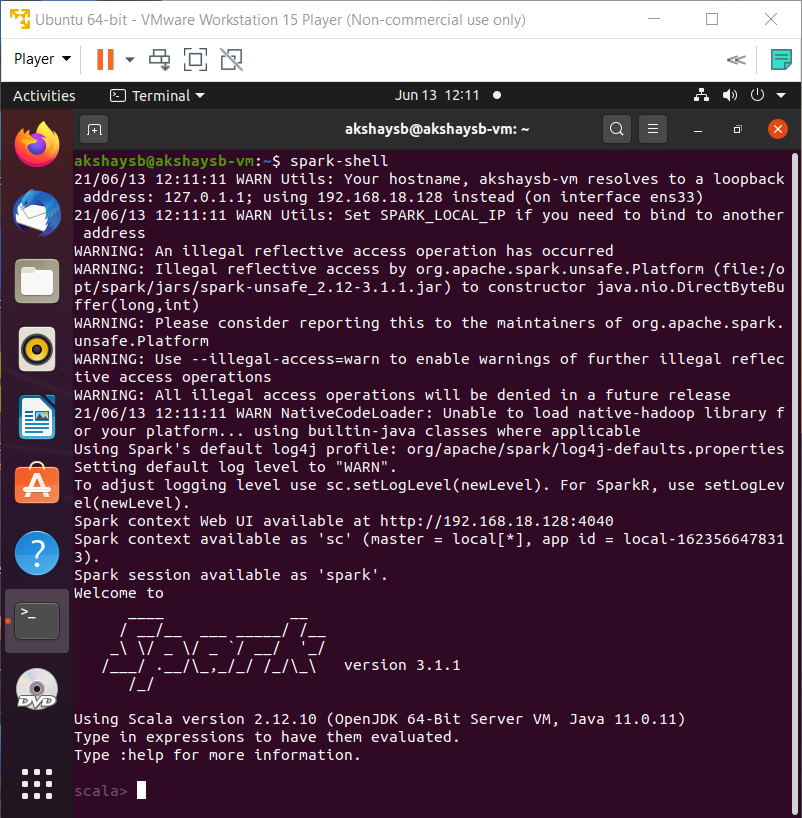 Ubuntu 64-bit - VMware Workstation 15 Player (Non-commercial use only)
Player
Activities
Terminal
Jun 13 12:11
akshaysb@akshaysb-vm: ~
akshaysb@akshaysb-vm:~$ spark-shell
21/06/13 12:11:11 WARN Utils: Your hostname, akshaysb-vm resolves to a loopback
 address: 127.0.1.1; using 192.168.18.128 instead (on interface ens33)
21/06/13 12:11:11 WARN Utils: Set SPARK_LOCAL_IP if you need to bind to another
 address
WARNING: An illegal reflective access operation has occurred
WARNING: Illegal reflective access by org.apache.spark.unsafe.Platform (file:/o
pt/spark/jars/spark-unsafe_2.12-3.1.1.jar) to constructor java.nio.DirectByteBu
ffer(long,int)
WARNING: Please consider reporting this to the maintainers of org.apache.spark.
unsafe.Platform
WARNING: Use --illegal-access=warn to enable warnings of further illegal reflec
tive access operations
WARNING: All illegal access operations will be denied in a future release
21/06/13 12:11:11 WARN NativeCodeLoader: Unable to load native-hadoop library f
or your platform... using builtin-java classes where applicable
Using Spark's default log4j profile: org/apache/spark/log4j-defaults.properties
Setting default log level to "WARN".
To adjust logging level use sc.setLogLevel(newLevel). For SparkR, use setLogLev
el(newLevel).
Spark context Web UI available at http://192.168.18.128:4040
Spark context available as 'sc' (master = local[*], app id = local-162356647831
3).
Spark session available as 'spark'.
Welcome to
      ____              __
     / __/__  ___ _____/ /__
    _\ \/ _ \/ _ `/ __/  '_/
   /___/ .__/\_,_/_/ /_/\_\   version 3.1.1
      /_/
Using Scala version 2.12.10 (OpenJDK 64-Bit Server VM, Java 11.0.11)
Type in expressions to have them evaluated.
Type :help for more information.
scala>
DVD